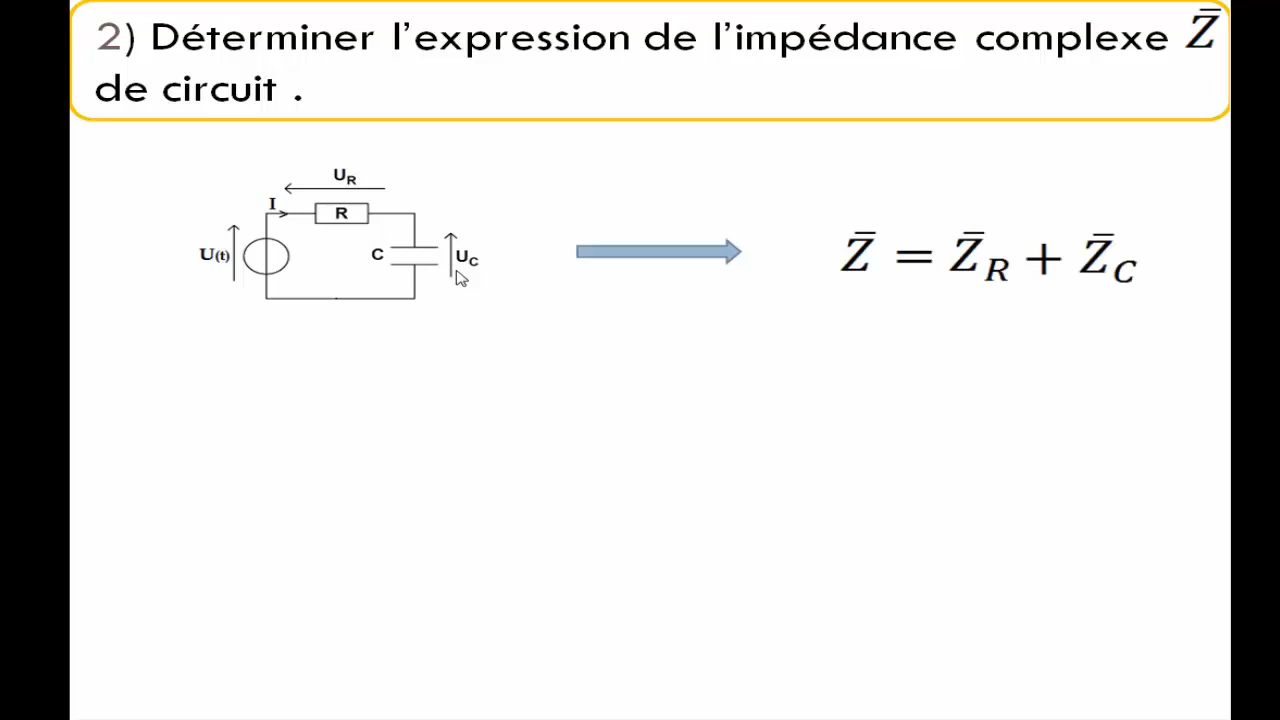 2) Déterminer l'expression de l'impédance complexe Z̄
de circuit .
U_R
I
R
U(t)
C
U_C
Z̄ = Z̄_R + Z̄_C